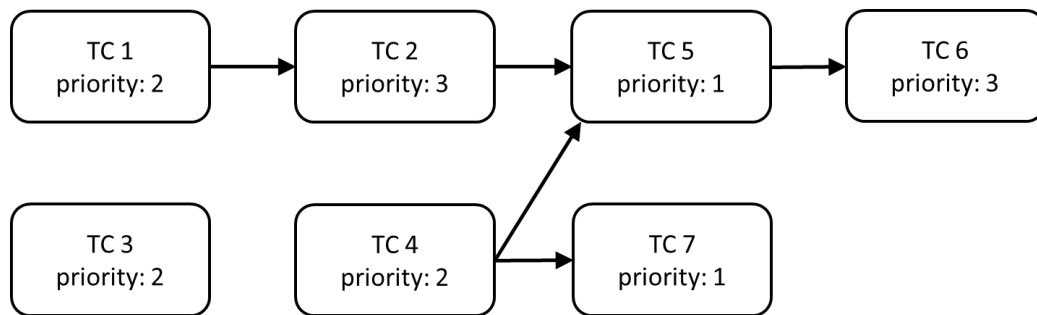 TC 1
priority: 2
TC 2
priority: 3
TC 5
priority: 1
TC 6
priority: 3
TC 3
priority: 2
TC 4
priority: 2
TC 7
priority: 1